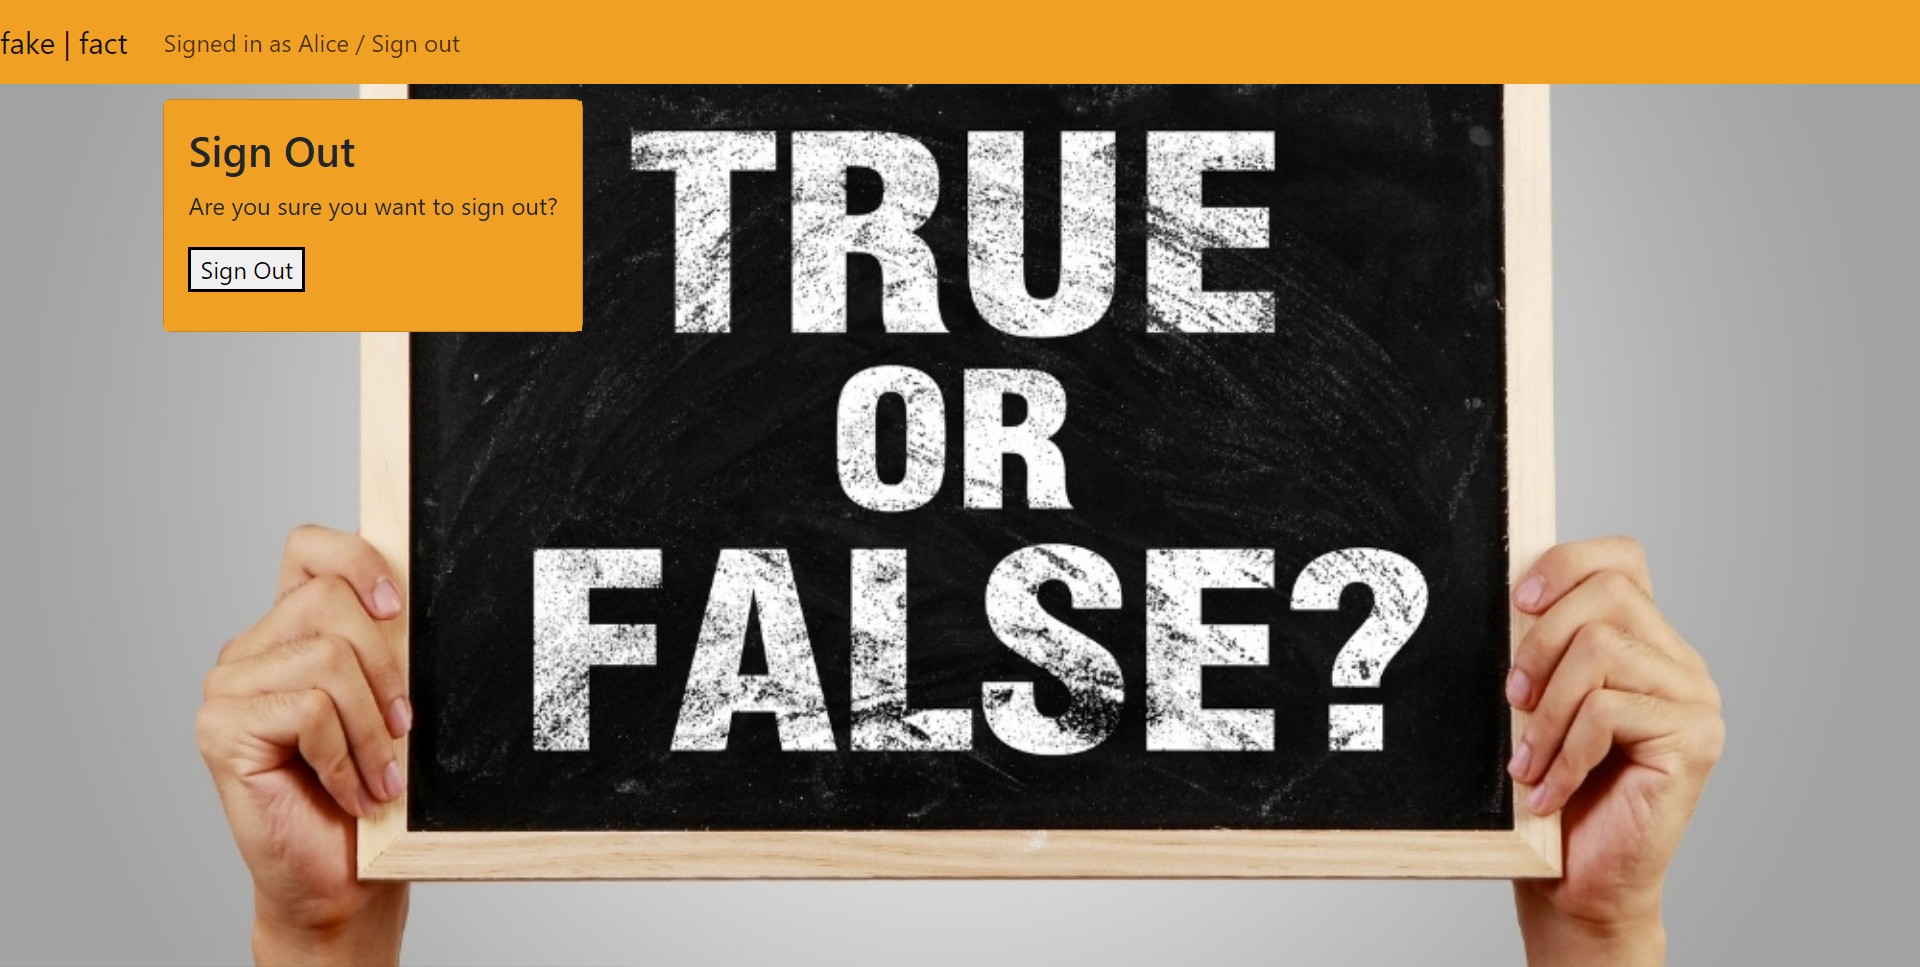 fake | fact
Signed in as Alice / Sign out
Sign Out
Are you sure you want to sign out?
Sign Out
TRUE
OR
FALSE?